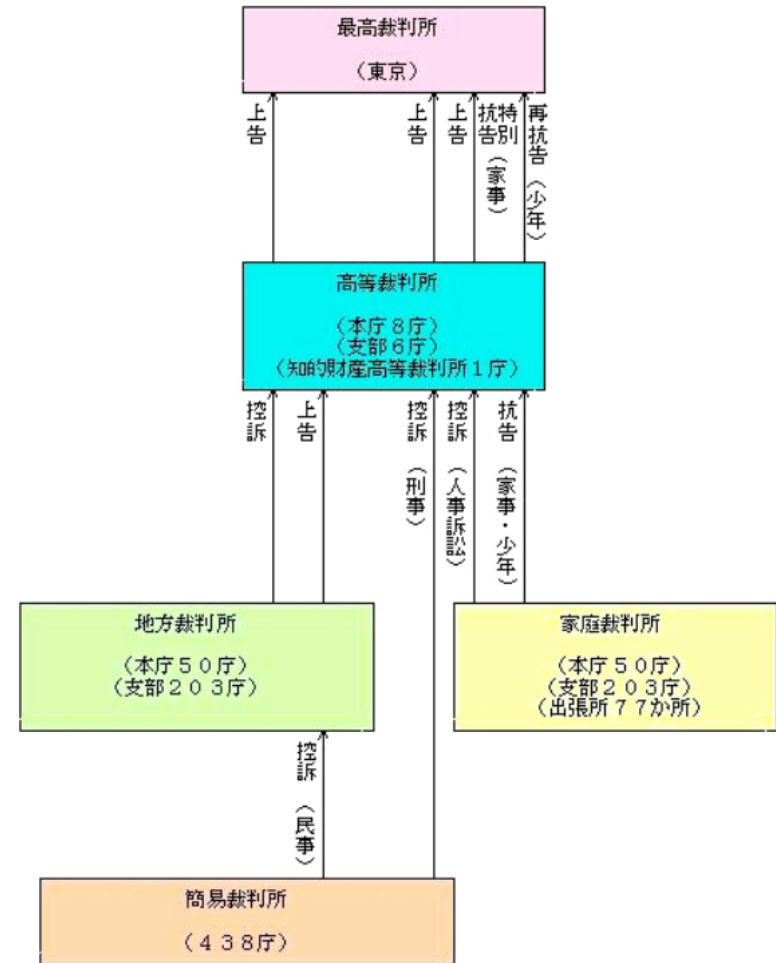 最高裁判所
（東京）
上告
上告
上告
特別
抗告（家事）
再抗告（少年）
高等裁判所
（本庁８庁）
（支部６庁）
（知的財産高等裁判所１庁）
控訴
上告
控訴（刑事）
控訴（人事訴訟）
抗告（家事・少年）
地方裁判所
（本庁５０庁）
（支部２０３庁）
家庭裁判所
（本庁５０庁）
（支部２０３庁）
（出張所７７か所）
控訴（民事）
簡易裁判所
（４３８庁）